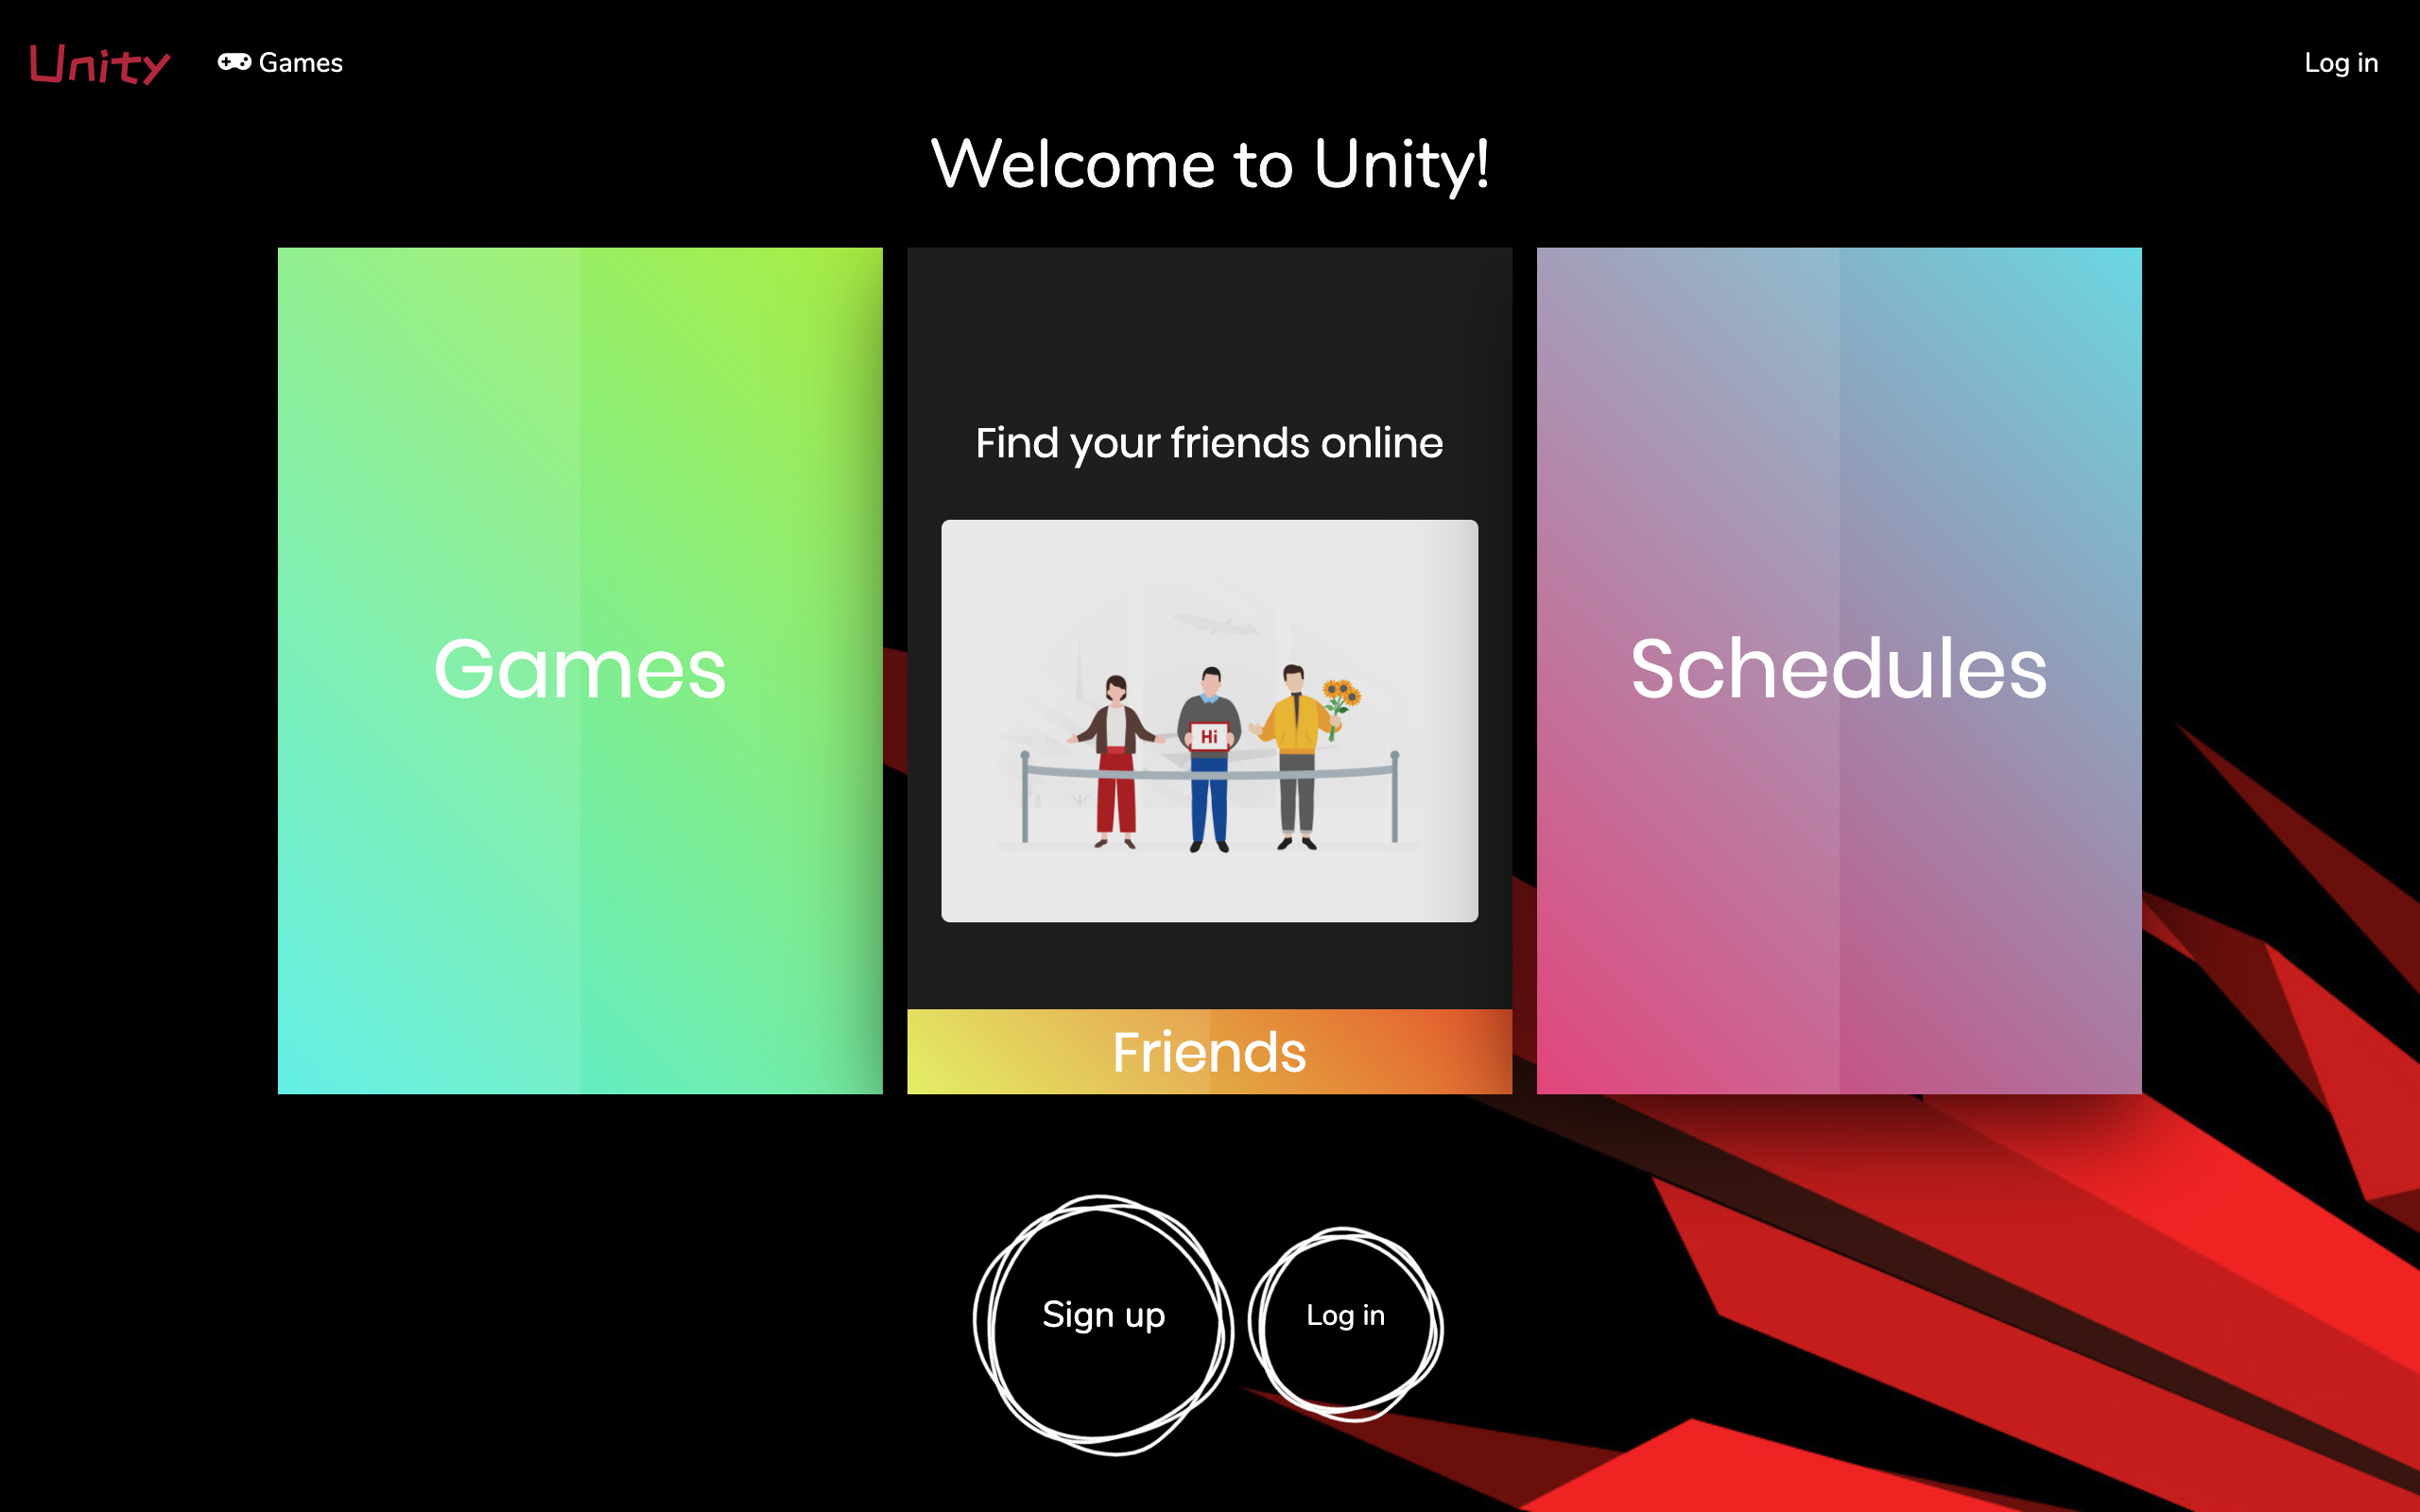 Unity
Games
Log in
Welcome to Unity!
Games
Find your friends online
Hi
Friends
Schedules
Sign up
Log in